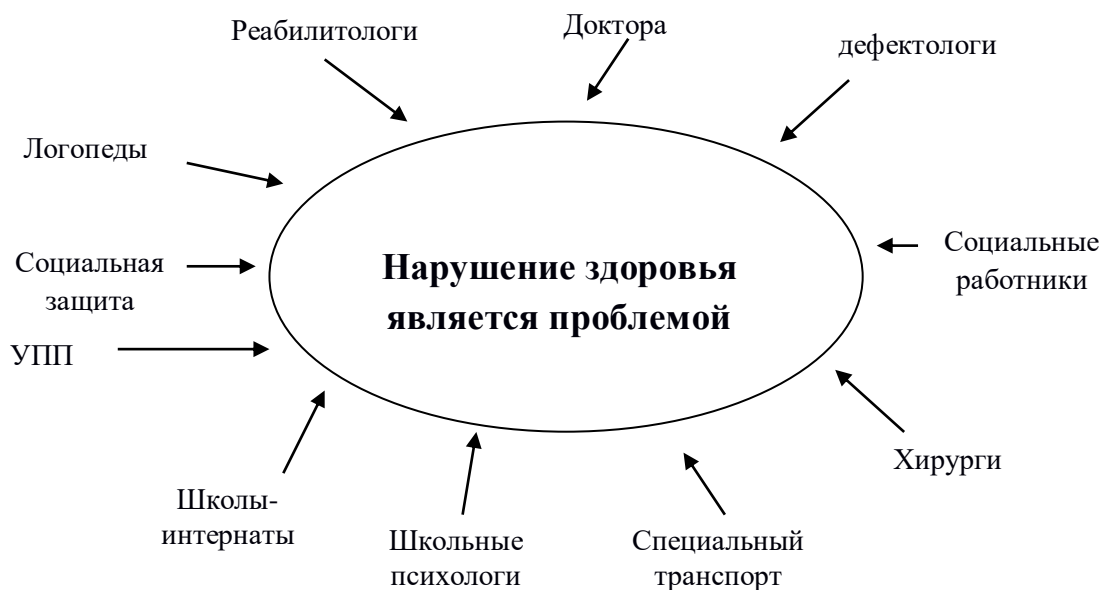 Реабилитологи
Доктора
дефектологи
Логопеды
Социальная
защита
Нарушение здоровья
является проблемой
Социальные
работники
УПП
Хирурги
Школы-
интернаты
Школьные
психологи
Специальный
транспорт